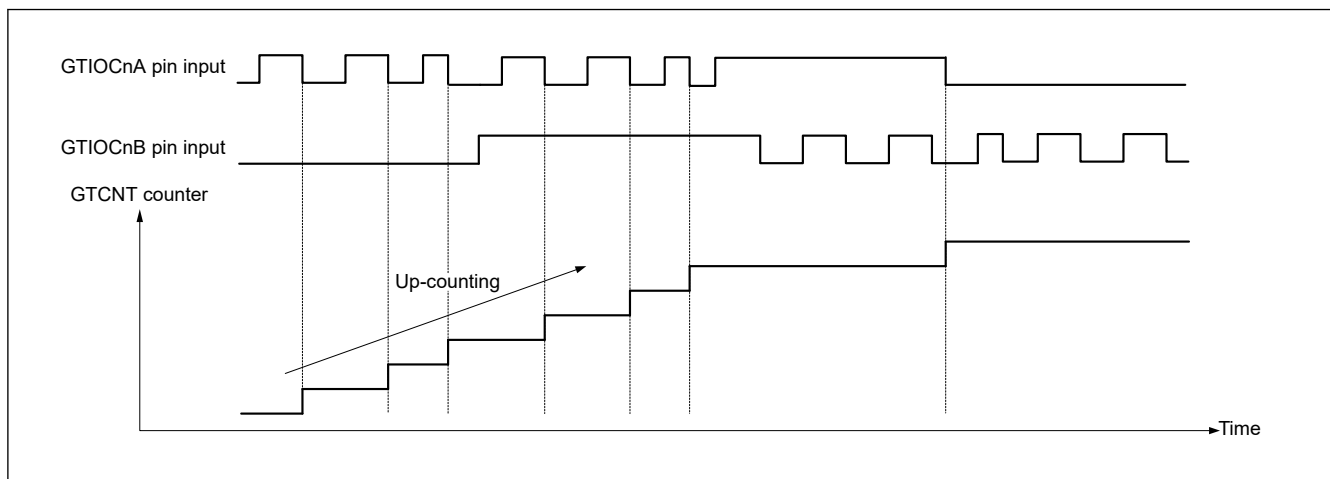 GTIOCnA pin input
GTIOCnB pin input
GTCNT counter
Up-counting
Time